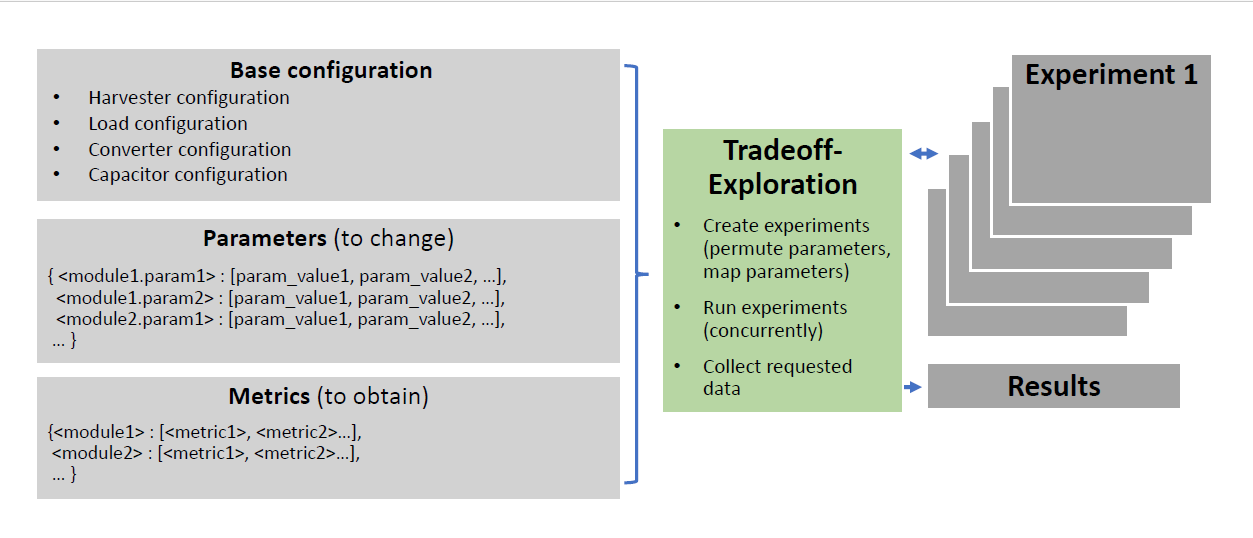 Base configuration
• Harvester configuration
• Load configuration
• Converter configuration
• Capacitor configuration
Parameters (to change)
{ <module1.param1> : [param_value1, param_value2, ...],
<module1.param2> : [param_value1, param_value2, ...],
<module2.param1> : [param_value1, param_value2, ...],
... }
Metrics (to obtain)
{<module1> : [<metric1>, <metric2>...],
<module2> : [<metric1>, <metric2>...],
... }
Tradeoff-
Exploration
• Create experiments
(permute parameters,
map parameters)
• Run experiments
(concurrently)
• Collect requested
data
Experiment 1
Results